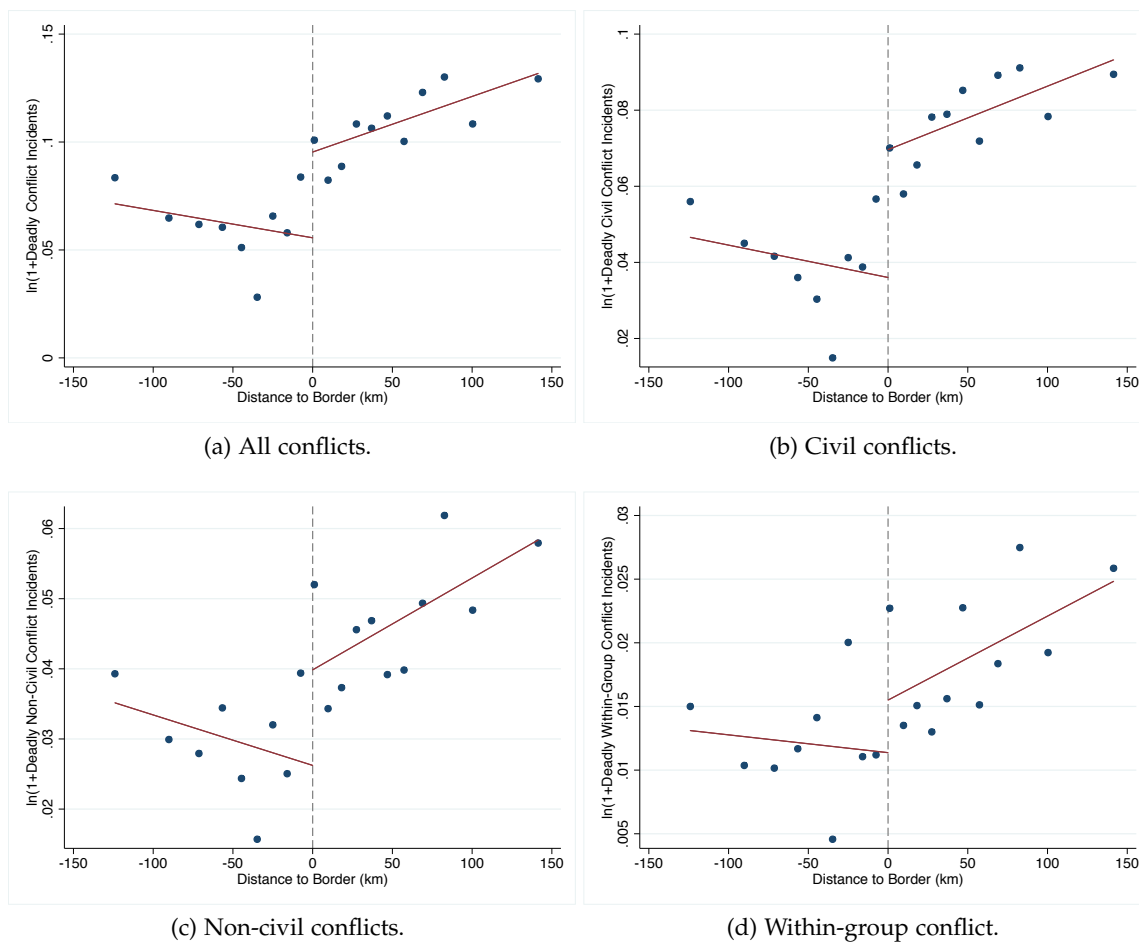 ln(1+Deadly Conflict Incidents)
.15
.1
.05
0
-150 -100 -50 0 50 100 150
Distance to Border (km)
(a) All conflicts.
ln(1+Deadly Civil Conflict Incidents)
.1
.08
.06
.04
.02
-150 -100 -50 0 50 100 150
Distance to Border (km)
(b) Civil conflicts.
ln(1+Deadly Non-Civil Conflict Incidents)
.06
.05
.04
.03
.02
-150 -100 -50 0 50 100 150
Distance to Border (km)
(c) Non-civil conflicts.
ln(1+Deadly Within-Group Conflict Incidents)
.03
.025
.02
.015
.01
.005
-150 -100 -50 0 50 100 150
Distance to Border (km)
(d) Within-group conflict.